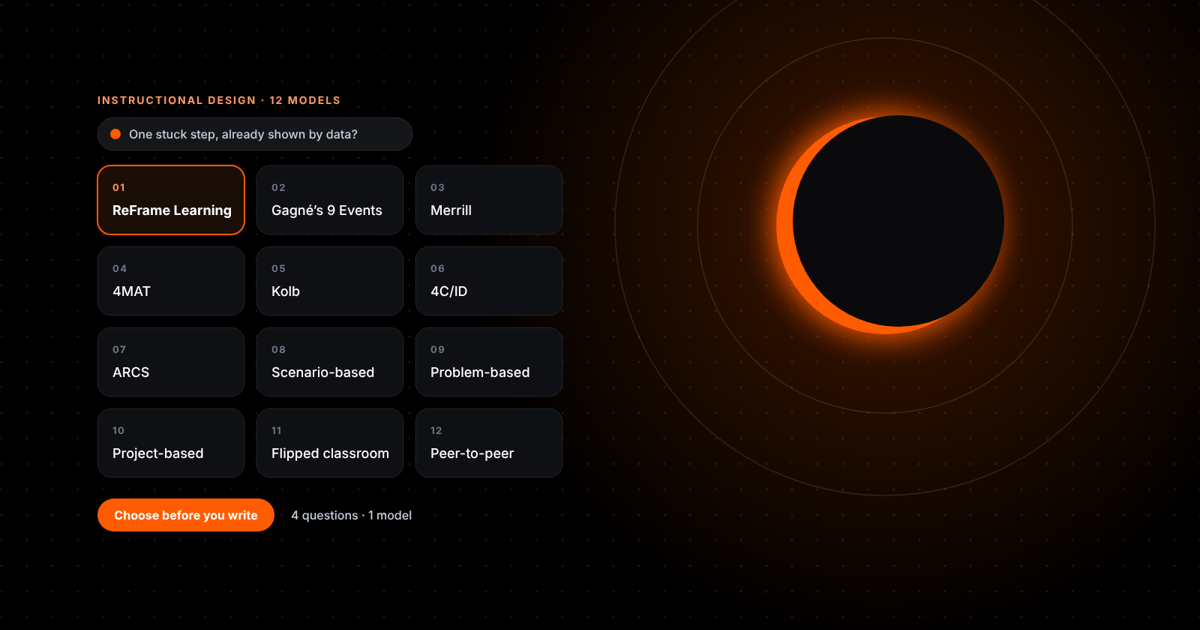 INSTRUCTIONAL DESIGN · 12 MODELS
One stuck step, already shown by data?
01
ReFrame Learning
02
Gagné’s 9 Events
03
Merrill
04
4MAT
05
Kolb
06
4C/ID
07
ARCS
08
Scenario-based
09
Problem-based
10
Project-based
11
Flipped classroom
12
Peer-to-peer
Choose before you write
4 questions · 1 model